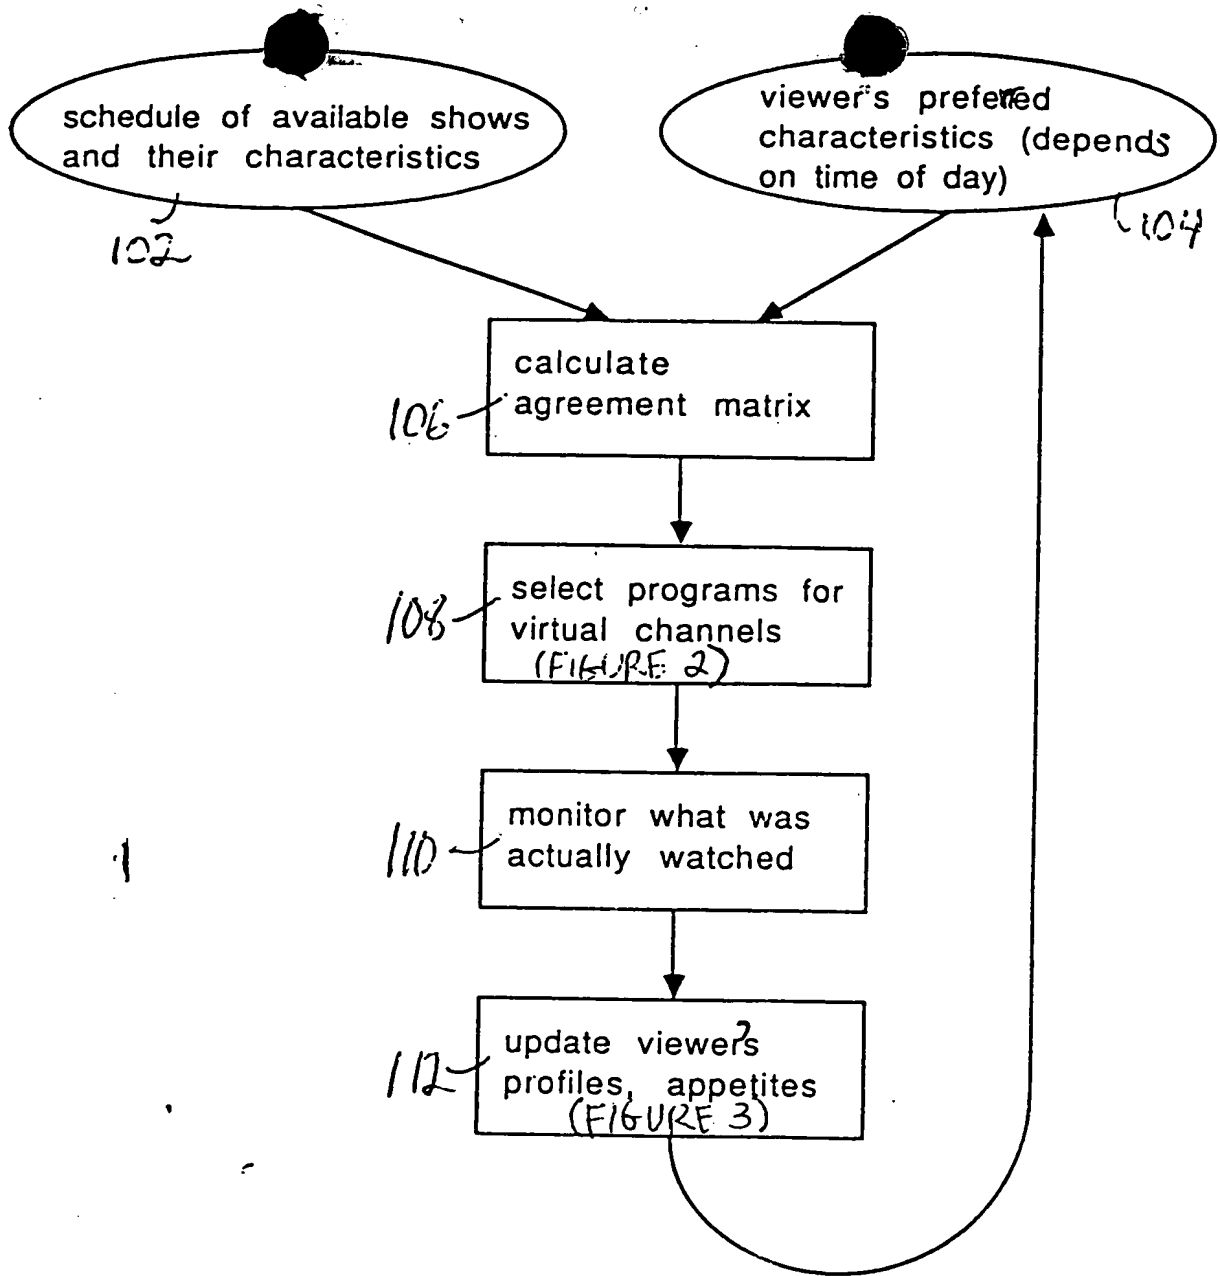 schedule of available shows
and their characteristics
102
viewer's preferred
characteristics (depends
on time of day)
104
calculate
agreement matrix
106
select programs for
virtual channels
(FIGURE 2)
108
monitor what was
actually watched
110
update viewer's
profiles, appetites
(FIGURE 3)
112